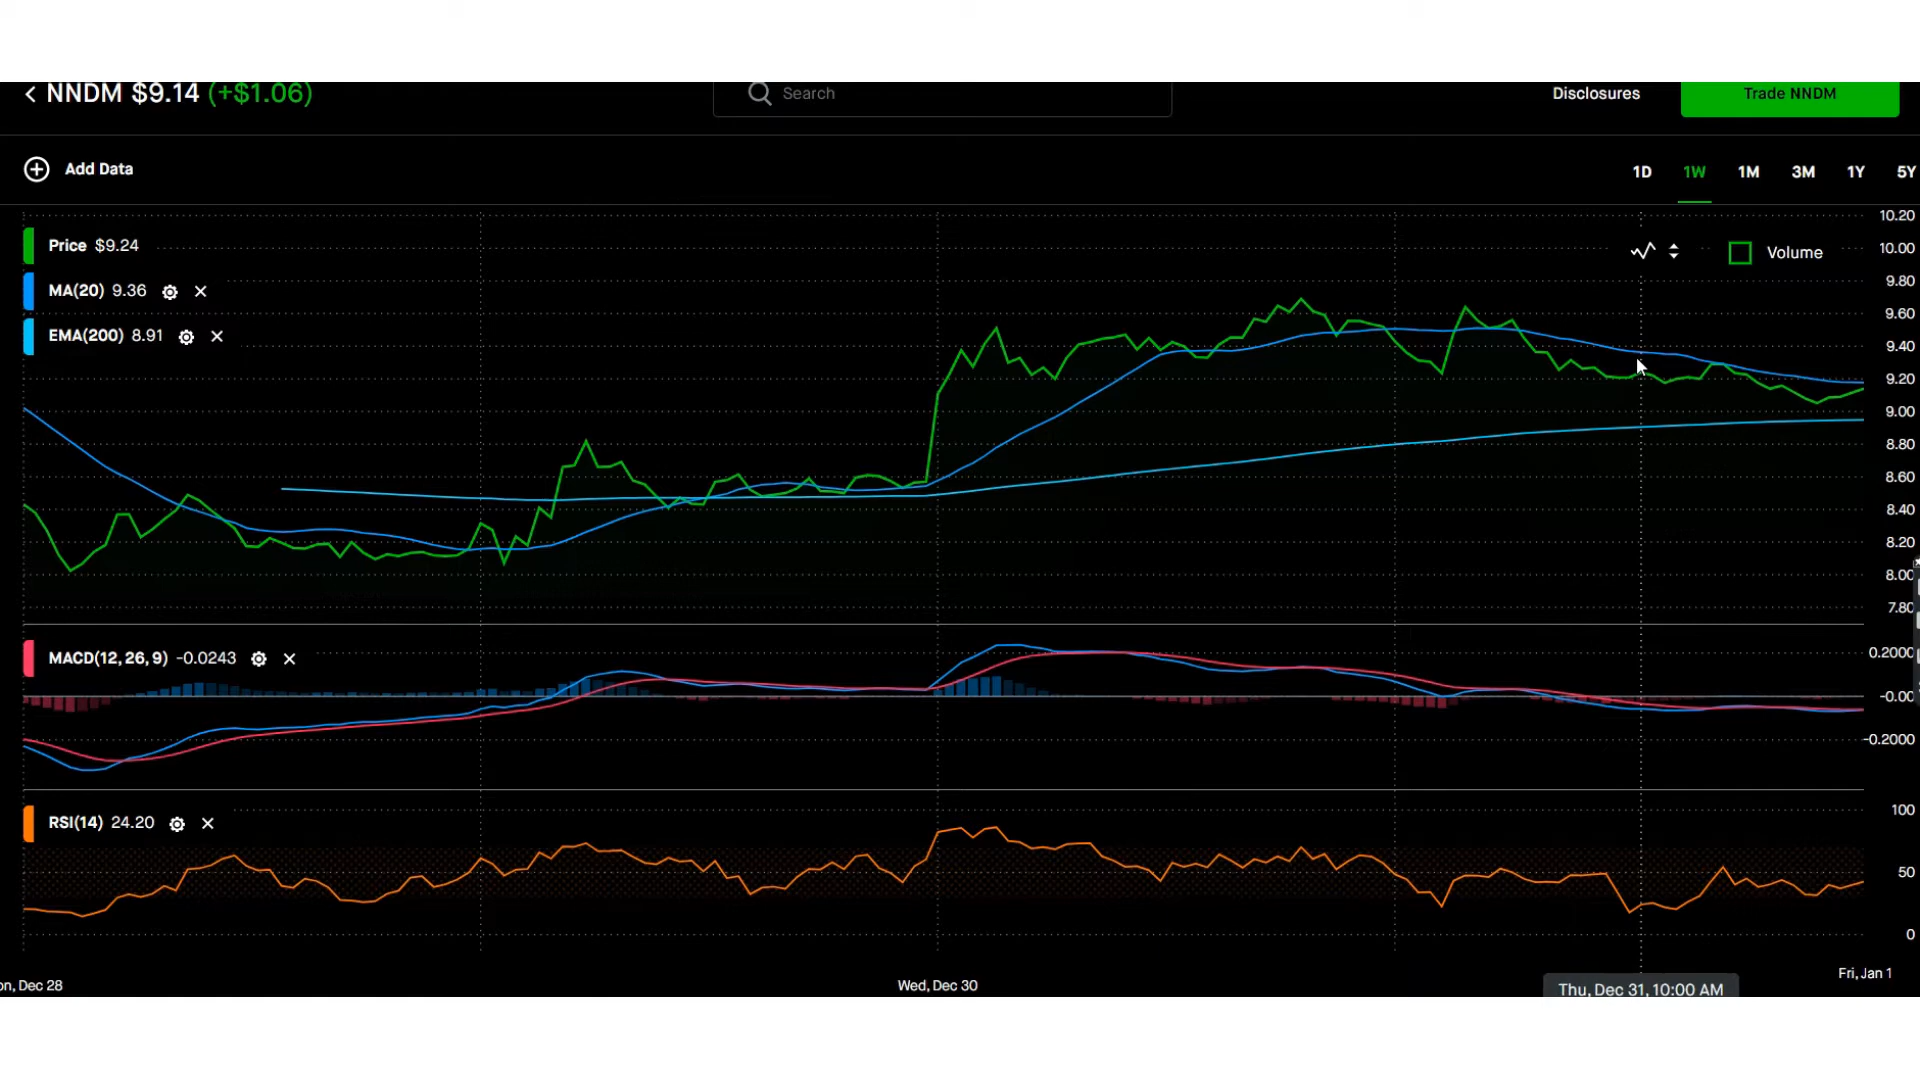 NNDM $9.14 (+$1.06)
Search
Disclosures
Trade NNDM
Add Data
1D 1W 1M 3M 1Y 5Y
Price $9.24
MA(20) 9.36
EMA(200) 8.91
Volume
10.20
10.00
9.80
9.60
9.40
9.20
9.00
8.80
8.60
8.40
8.20
8.00
7.80
MACD(12, 26, 9) -0.0243
0.2000
-0.00
-0.2000
RSI(14) 24.20
100
50
0
on, Dec 28
Wed, Dec 30
Thu, Dec 31, 10:00 AM
Fri, Jan 1